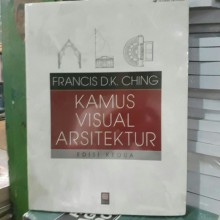 FRANCIS D.K. CHING
KAMUS
VISUAL
ARSITEKTUR
EDISI KEDUA